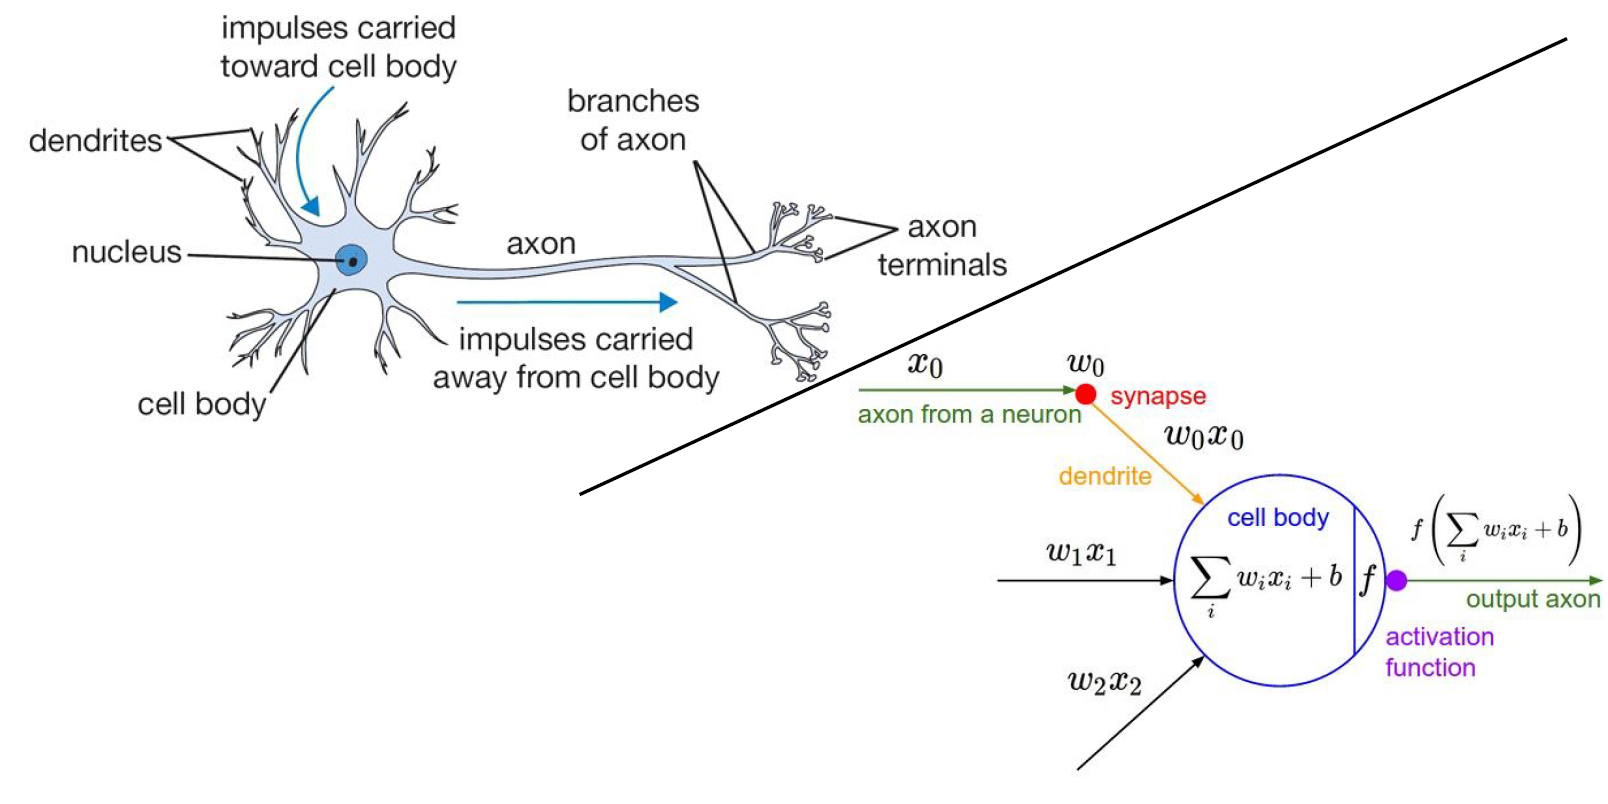 impulses carried
toward cell body
branches
of axon
dendrites
nucleus
axon
axon
terminals
impulses carried
away from cell body
cell body
x₀
w₀
axon from a neuron
synapse
w₀x₀
dendrite
cell body
w₁x₁
∑ᵢ wᵢxᵢ + b
f
f(∑ᵢ wᵢxᵢ + b)
output axon
activation
function
w₂x₂